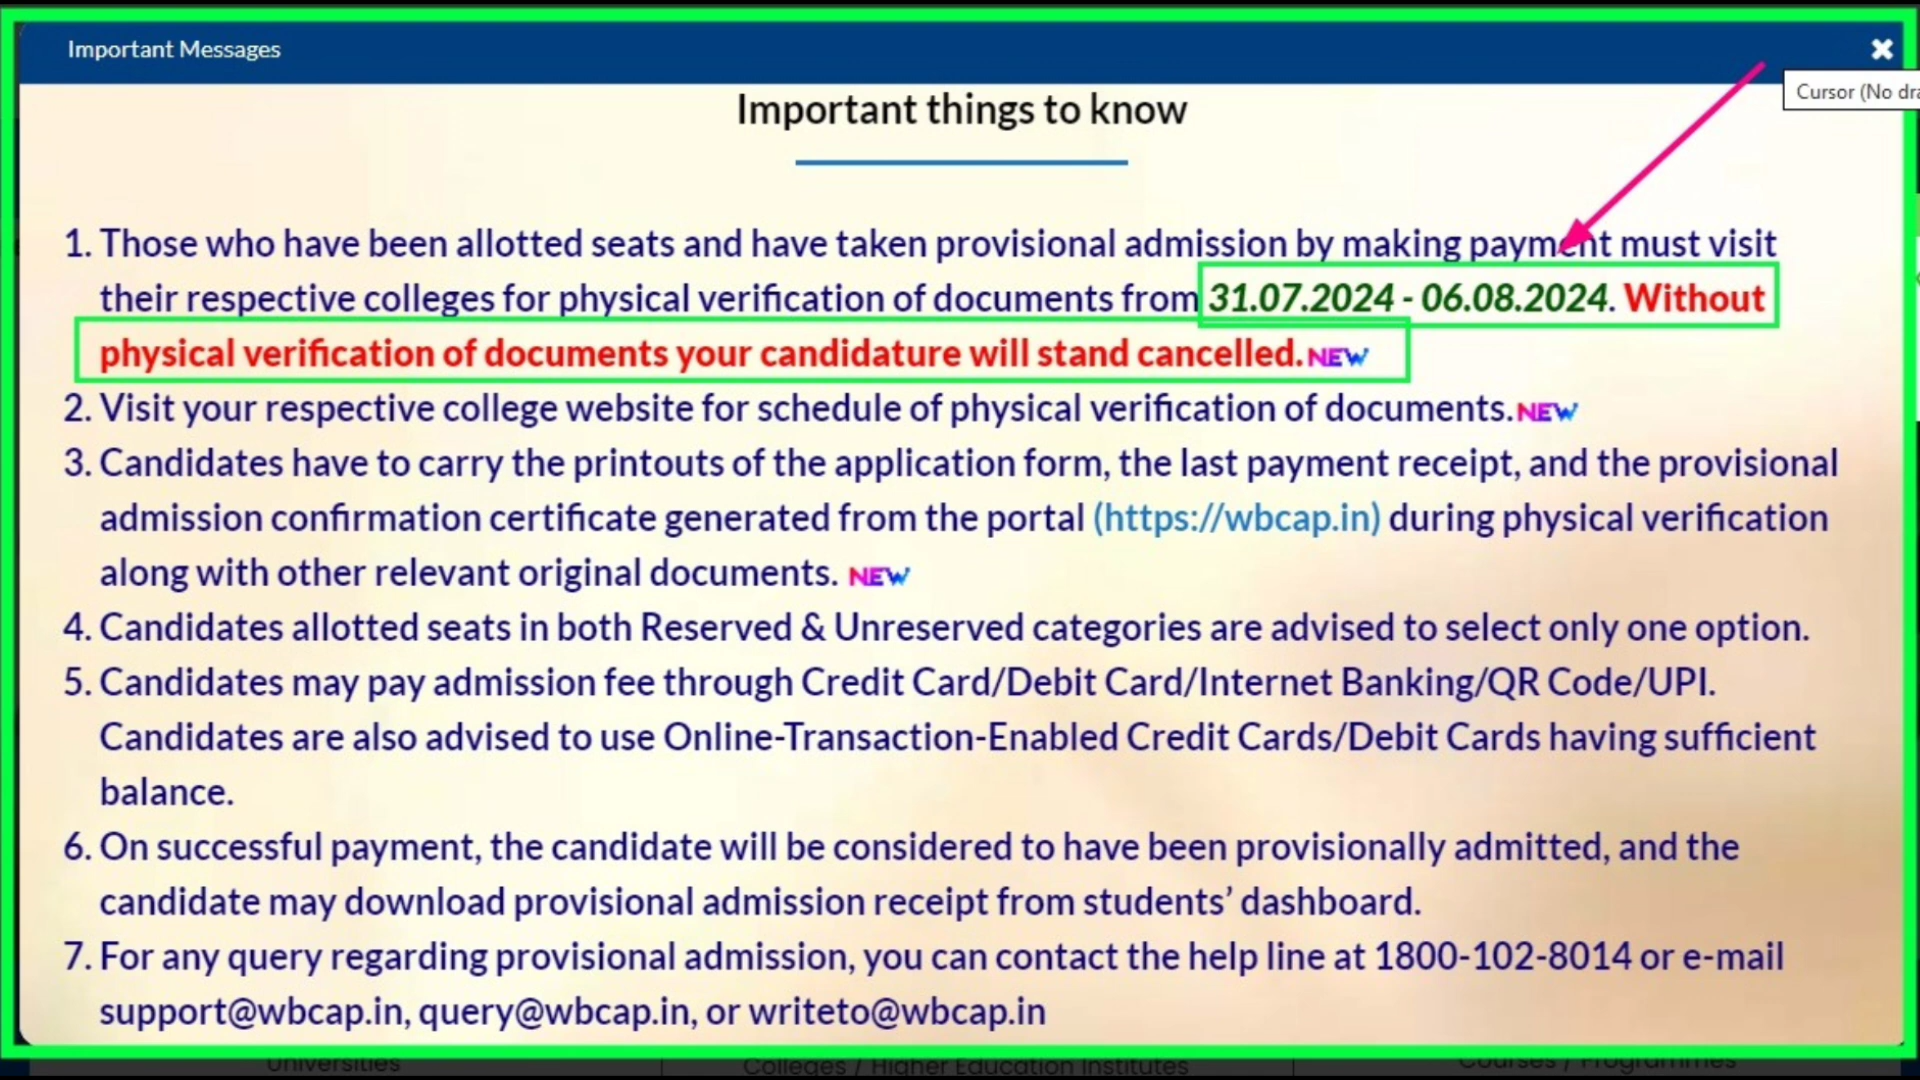 Important Messages
Cursor (No dra
Important things to know
1. Those who have been allotted seats and have taken provisional admission by making payment must visit
their respective colleges for physical verification of documents from 31.07.2024 - 06.08.2024. Without
physical verification of documents your candidature will stand cancelled. NEW
2. Visit your respective college website for schedule of physical verification of documents. NEW
3. Candidates have to carry the printouts of the application form, the last payment receipt, and the provisional
admission confirmation certificate generated from the portal (https://wbcap.in) during physical verification
along with other relevant original documents. NEW
4. Candidates allotted seats in both Reserved & Unreserved categories are advised to select only one option.
5. Candidates may pay admission fee through Credit Card/Debit Card/Internet Banking/QR Code/UPI.
Candidates are also advised to use Online-Transaction-Enabled Credit Cards/Debit Cards having sufficient
balance.
6. On successful payment, the candidate will be considered to have been provisionally admitted, and the
candidate may download provisional admission receipt from students’ dashboard.
7. For any query regarding provisional admission, you can contact the help line at 1800-102-8014 or e-mail
support@wbcap.in, query@wbcap.in, or writeto@wbcap.in
Universities
Colleges / Higher Education Institutes
Courses / Programmes